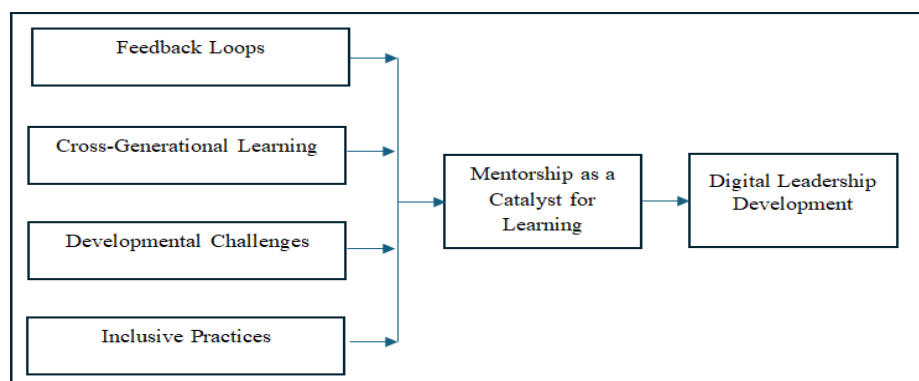 Feedback Loops
Cross-Generational Learning
Developmental Challenges
Inclusive Practices
Mentorship as a
Catalyst for
Learning
Digital Leadership
Development